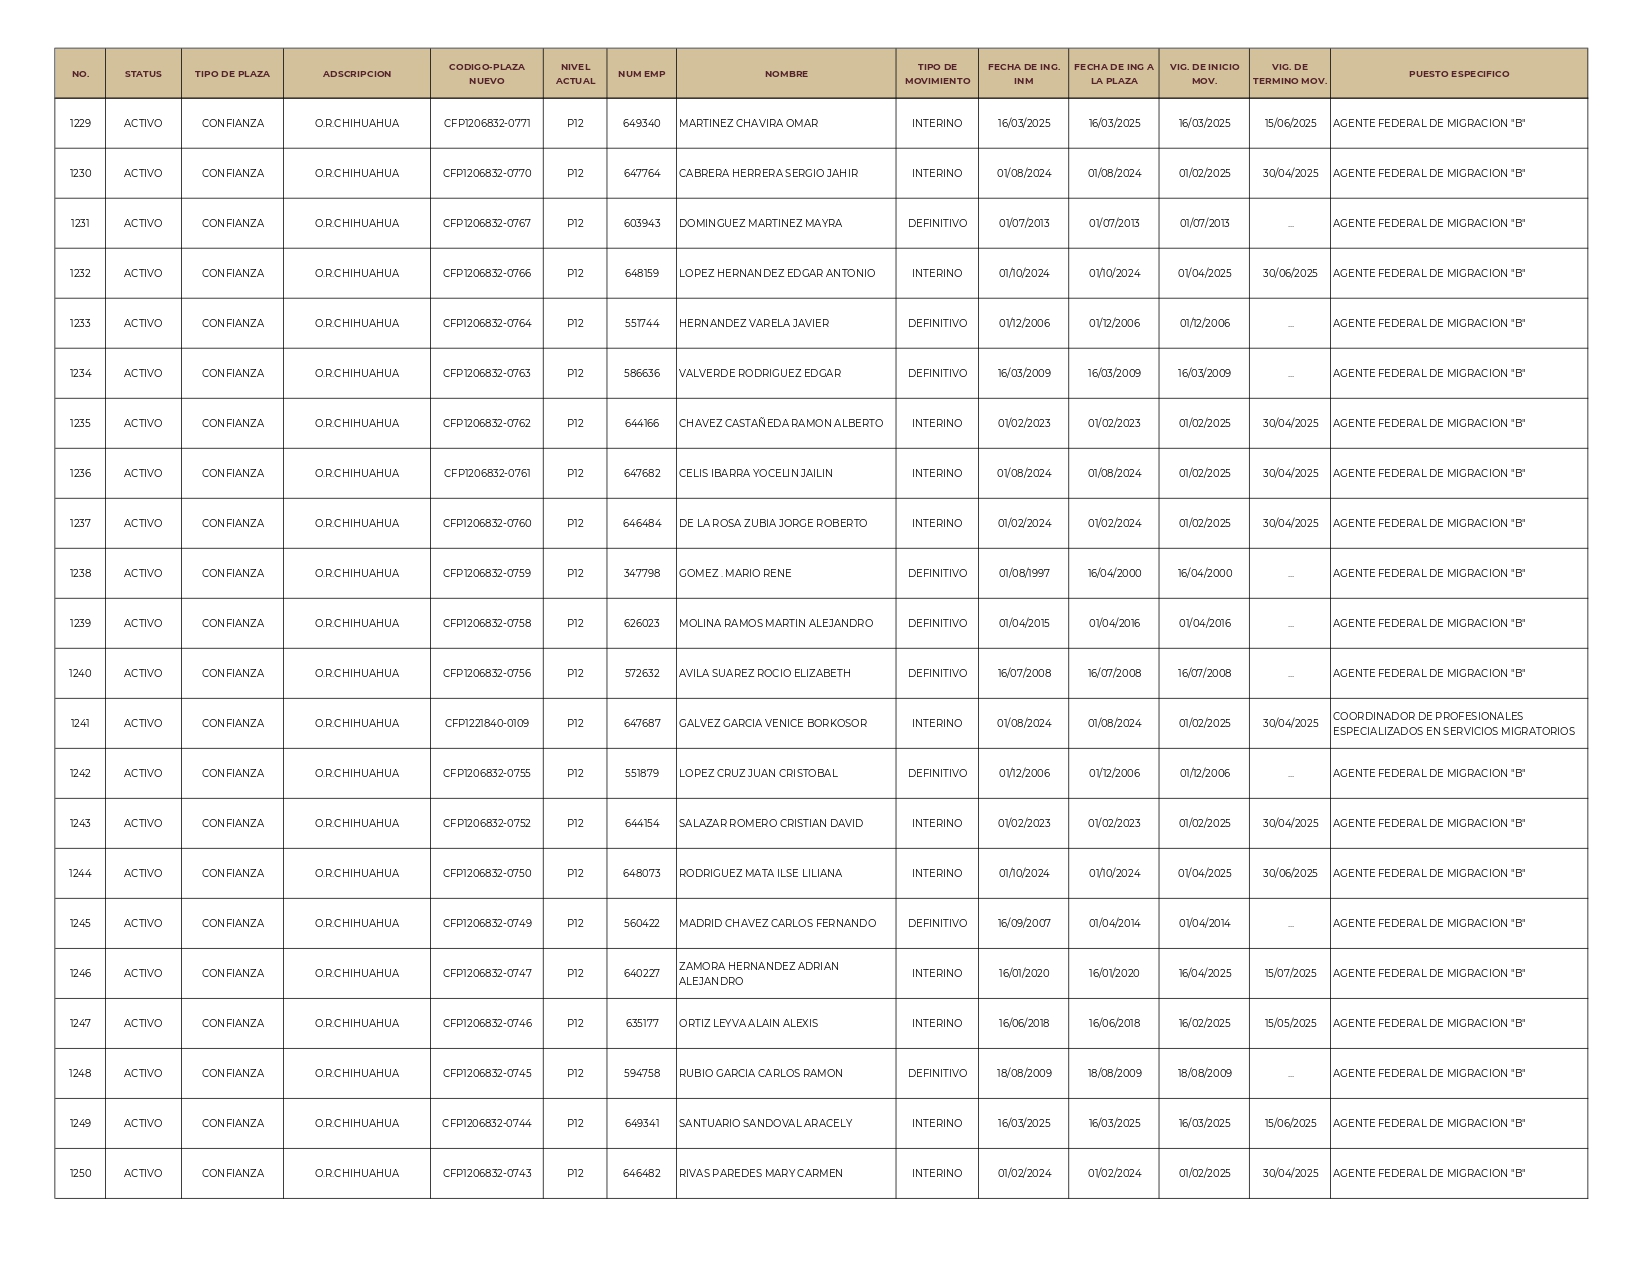 NO. STATUS TIPO DE PLAZA ADSCRIPCION CODIGO-PLAZA NUEVO NIVEL ACTUAL NUM EMP NOMBRE TIPO DE MOVIMIENTO FECHA DE ING. INM FECHA DE ING A LA PLAZA VIG. DE INICIO MOV. VIG. DE TERMINO MOV. PUESTO ESPECIFICO
1229 ACTIVO CONFIANZA O.R.CHIHUAHUA CFP1206832-0771 P12 649340 MARTINEZ CHAVIRA OMAR INTERINO 16/03/2025 16/03/2025 16/03/2025 15/06/2025 AGENTE FEDERAL DE MIGRACION "B"
1230 ACTIVO CONFIANZA O.R.CHIHUAHUA CFP1206832-0770 P12 647764 CABRERA HERRERA SERGIO JAHIR INTERINO 01/08/2024 01/08/2024 01/02/2025 30/04/2025 AGENTE FEDERAL DE MIGRACION "B"
1231 ACTIVO CONFIANZA O.R.CHIHUAHUA CFP1206832-0767 P12 603943 DOMINGUEZ MARTINEZ MAYRA DEFINITIVO 01/07/2013 01/07/2013 01/07/2013 ... AGENTE FEDERAL DE MIGRACION "B"
1232 ACTIVO CONFIANZA O.R.CHIHUAHUA CFP1206832-0766 P12 648159 LOPEZ HERNANDEZ EDGAR ANTONIO INTERINO 01/10/2024 01/10/2024 01/04/2025 30/06/2025 AGENTE FEDERAL DE MIGRACION "B"
1233 ACTIVO CONFIANZA O.R.CHIHUAHUA CFP1206832-0764 P12 551744 HERNANDEZ VARELA JAVIER DEFINITIVO 01/12/2006 01/12/2006 01/12/2006 ... AGENTE FEDERAL DE MIGRACION "B"
1234 ACTIVO CONFIANZA O.R.CHIHUAHUA CFP1206832-0763 P12 586636 VALVERDE RODRIGUEZ EDGAR DEFINITIVO 16/03/2009 16/03/2009 16/03/2009 ... AGENTE FEDERAL DE MIGRACION "B"
1235 ACTIVO CONFIANZA O.R.CHIHUAHUA CFP1206832-0762 P12 644166 CHAVEZ CASTAÑEDA RAMON ALBERTO INTERINO 01/02/2023 01/02/2023 01/02/2025 30/04/2025 AGENTE FEDERAL DE MIGRACION "B"
1236 ACTIVO CONFIANZA O.R.CHIHUAHUA CFP1206832-0761 P12 647682 CELIS IBARRA YOCELIN JAILIN INTERINO 01/08/2024 01/08/2024 01/02/2025 30/04/2025 AGENTE FEDERAL DE MIGRACION "B"
1237 ACTIVO CONFIANZA O.R.CHIHUAHUA CFP1206832-0760 P12 646484 DE LA ROSA ZUBIA JORGE ROBERTO INTERINO 01/02/2024 01/02/2024 01/02/2025 30/04/2025 AGENTE FEDERAL DE MIGRACION "B"
1238 ACTIVO CONFIANZA O.R.CHIHUAHUA CFP1206832-0759 P12 347798 GOMEZ . MARIO RENE DEFINITIVO 01/08/1997 16/04/2000 16/04/2000 ... AGENTE FEDERAL DE MIGRACION "B"
1239 ACTIVO CONFIANZA O.R.CHIHUAHUA CFP1206832-0758 P12 626023 MOLINA RAMOS MARTIN ALEJANDRO DEFINITIVO 01/04/2015 01/04/2016 01/04/2016 ... AGENTE FEDERAL DE MIGRACION "B"
1240 ACTIVO CONFIANZA O.R.CHIHUAHUA CFP1206832-0756 P12 572632 AVILA SUAREZ ROCIO ELIZABETH DEFINITIVO 16/07/2008 16/07/2008 16/07/2008 ... AGENTE FEDERAL DE MIGRACION "B"
1241 ACTIVO CONFIANZA O.R.CHIHUAHUA CFP1221840-0109 P12 647687 GALVEZ GARCIA VENICE BORKOSOR INTERINO 01/08/2024 01/08/2024 01/02/2025 30/04/2025 COORDINADOR DE PROFESIONALES ESPECIALIZADOS EN SERVICIOS MIGRATORIOS
1242 ACTIVO CONFIANZA O.R.CHIHUAHUA CFP1206832-0755 P12 551879 LOPEZ CRUZ JUAN CRISTOBAL DEFINITIVO 01/12/2006 01/12/2006 01/12/2006 ... AGENTE FEDERAL DE MIGRACION "B"
1243 ACTIVO CONFIANZA O.R.CHIHUAHUA CFP1206832-0752 P12 644154 SALAZAR ROMERO CRISTIAN DAVID INTERINO 01/02/2023 01/02/2023 01/02/2025 30/04/2025 AGENTE FEDERAL DE MIGRACION "B"
1244 ACTIVO CONFIANZA O.R.CHIHUAHUA CFP1206832-0750 P12 648073 RODRIGUEZ MATA ILSE LILIANA INTERINO 01/10/2024 01/10/2024 01/04/2025 30/06/2025 AGENTE FEDERAL DE MIGRACION "B"
1245 ACTIVO CONFIANZA O.R.CHIHUAHUA CFP1206832-0749 P12 560422 MADRID CHAVEZ CARLOS FERNANDO DEFINITIVO 16/09/2007 01/04/2014 01/04/2014 ... AGENTE FEDERAL DE MIGRACION "B"
1246 ACTIVO CONFIANZA O.R.CHIHUAHUA CFP1206832-0747 P12 640227 ZAMORA HERNANDEZ ADRIAN ALEJANDRO INTERINO 16/01/2020 16/01/2020 16/04/2025 15/07/2025 AGENTE FEDERAL DE MIGRACION "B"
1247 ACTIVO CONFIANZA O.R.CHIHUAHUA CFP1206832-0746 P12 635177 ORTIZ LEYVA ALAIN ALEXIS INTERINO 16/06/2018 16/06/2018 16/02/2025 15/05/2025 AGENTE FEDERAL DE MIGRACION "B"
1248 ACTIVO CONFIANZA O.R.CHIHUAHUA CFP1206832-0745 P12 594758 RUBIO GARCIA CARLOS RAMON DEFINITIVO 18/08/2009 18/08/2009 18/08/2009 ... AGENTE FEDERAL DE MIGRACION "B"
1249 ACTIVO CONFIANZA O.R.CHIHUAHUA CFP1206832-0744 P12 649341 SANTUARIO SANDOVAL ARACELY INTERINO 16/03/2025 16/03/2025 16/03/2025 15/06/2025 AGENTE FEDERAL DE MIGRACION "B"
1250 ACTIVO CONFIANZA O.R.CHIHUAHUA CFP1206832-0743 P12 646482 RIVAS PAREDES MARY CARMEN INTERINO 01/02/2024 01/02/2024 01/02/2025 30/04/2025 AGENTE FEDERAL DE MIGRACION "B"